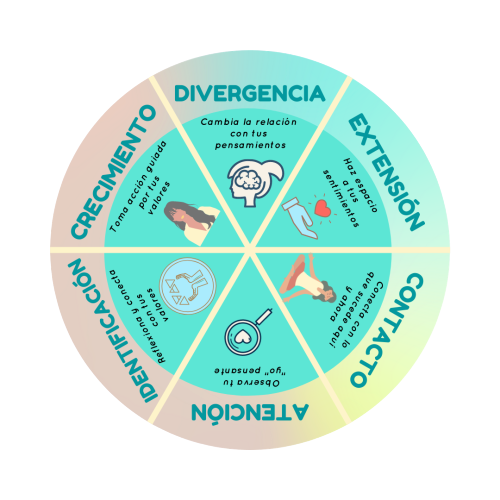 DIVERGENCIA
Cambia la relación
con tus
pensamientos
EXTENSIÓN
Haz espacio
a tus
sentimientos
CONTACTO
Conecta con lo
que sucede aquí
y ahora
ATENCIÓN
Observa tu
"yo" pensante
IDENTIFICACIÓN
Reflexiona y conecta
con tus
valores
CRECIMIENTO
Toma acción guiada
por tus
valores